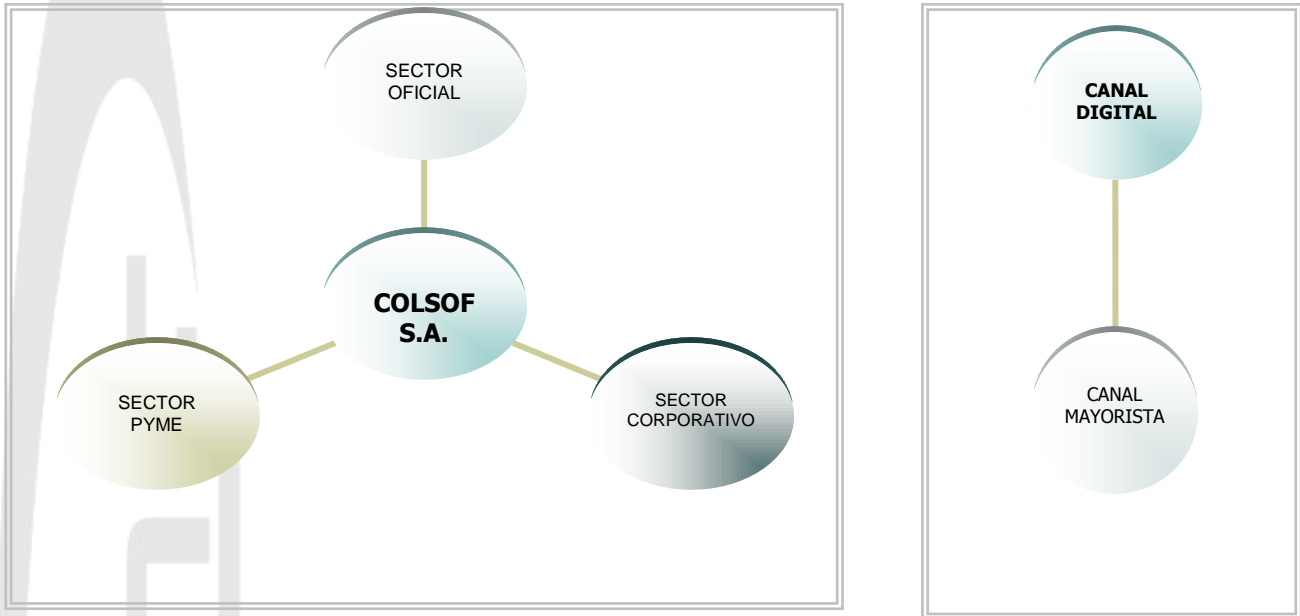 SECTOR
OFICIAL
COLSOF
S.A.
SECTOR
PYME
SECTOR
CORPORATIVO
CANAL
DIGITAL
CANAL
MAYORISTA